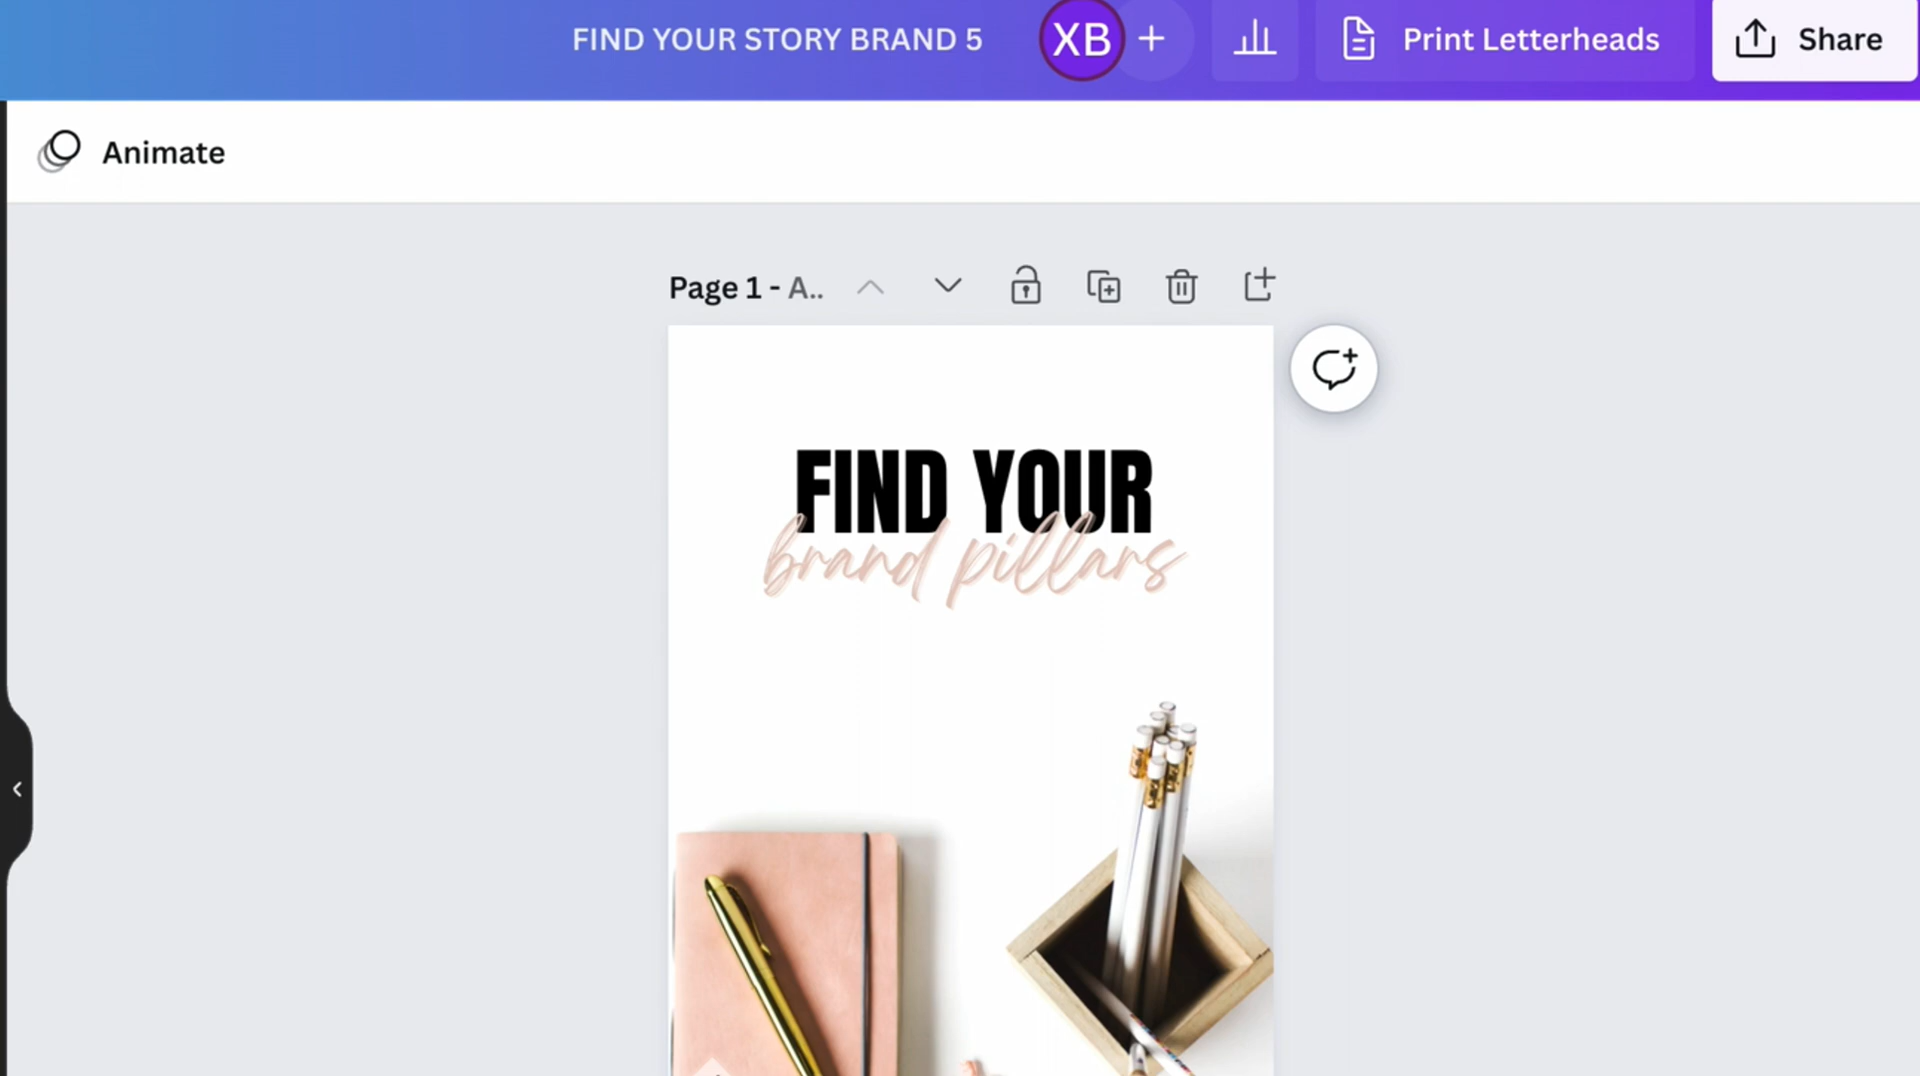 FIND YOUR STORY BRAND 5
XB
Print Letterheads
Share
Animate
Page 1 - A..
FIND YOUR
brand pillars